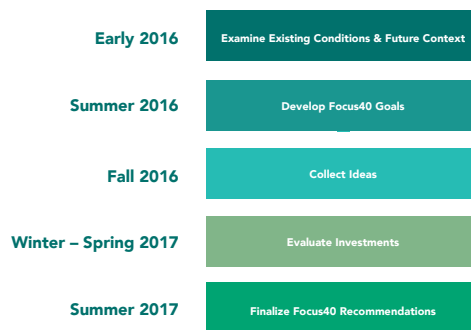 Early 2016 Examine Existing Conditions & Future Context
Summer 2016 Develop Focus40 Goals
Fall 2016 Collect Ideas
Winter – Spring 2017 Evaluate Investments
Summer 2017 Finalize Focus40 Recommendations